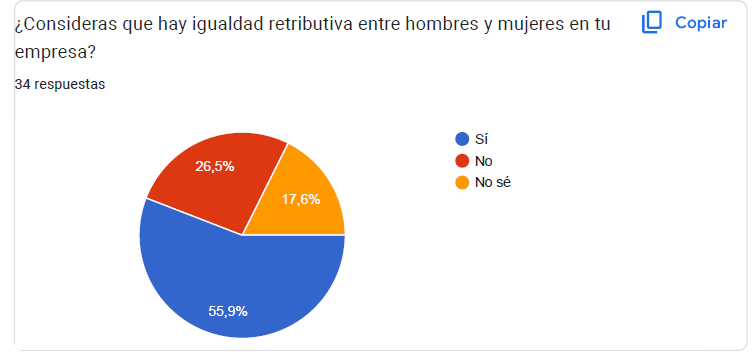 ¿Consideras que hay igualdad retributiva entre hombres y mujeres en tu
empresa?
Copiar
34 respuestas
Sí
No
No sé
26,5%
17,6%
55,9%